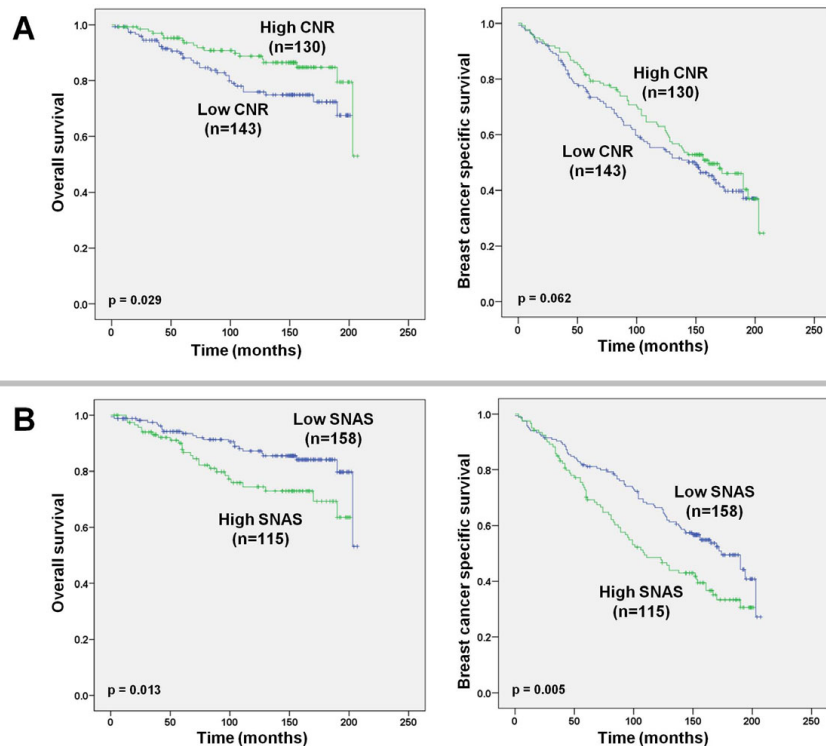 A
High CNR
(n=130)
Low CNR
(n=143)
Overall survival
1.0
0.8
0.6
0.4
0.2
0.0
p = 0.029
0 50 100 150 200 250
Time (months)
High CNR
(n=130)
Low CNR
(n=143)
Breast cancer specific survival
1.0
0.8
0.6
0.4
0.2
0.0
p = 0.062
0 50 100 150 200 250
Time (months)
B
Low SNAS
(n=158)
High SNAS
(n=115)
Overall survival
1.0
0.8
0.6
0.4
0.2
0.0
p = 0.013
0 50 100 150 200 250
Time (months)
Low SNAS
(n=158)
High SNAS
(n=115)
Breast cancer specific survival
1.0
0.8
0.6
0.4
0.2
0.0
p = 0.005
0 50 100 150 200 250
Time (months)